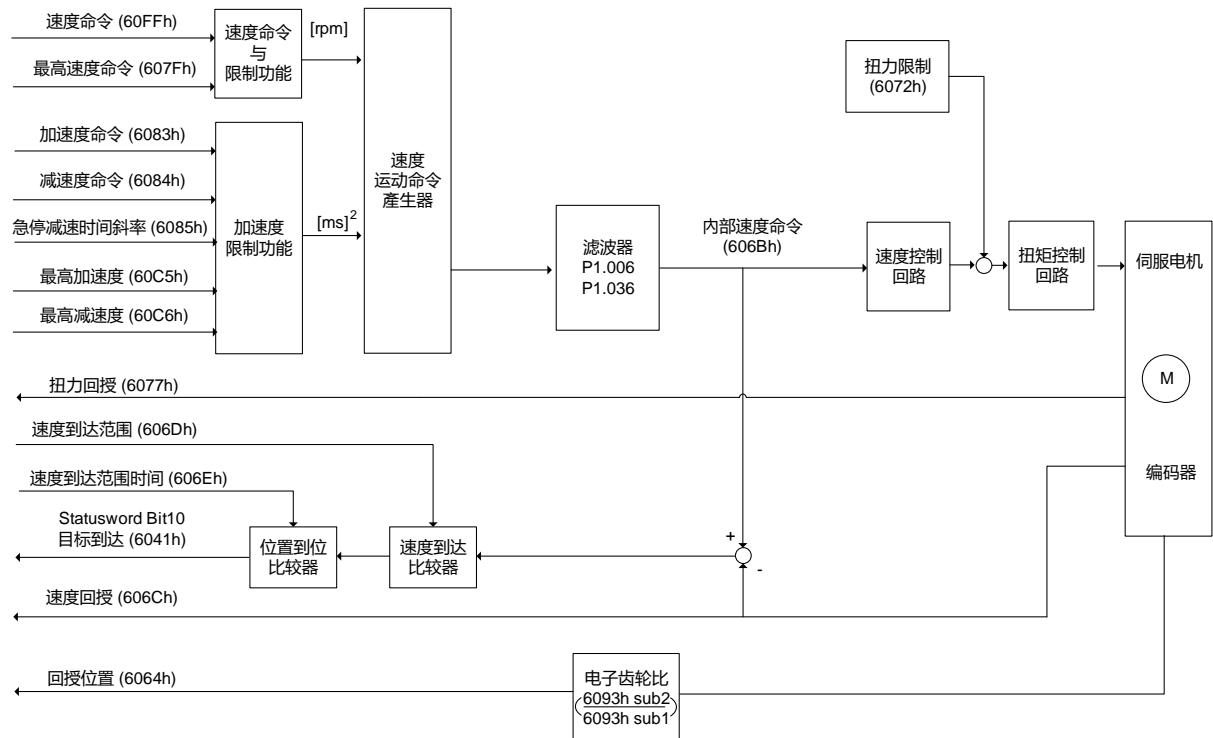 速度命令 (60FFh)
最高速度命令 (607Fh)
速度命令
与
限制功能
[rpm]
加速度命令 (6083h)
减速度命令 (6084h)
急停减速时间斜率 (6085h)
最高加速度 (60C5h)
最高减速度 (60C6h)
加速度
限制功能
[ms]²
速度
运动命令
產生器
滤波器
P1.006
P1.036
内部速度命令
(606Bh)
扭力限制
(6072h)
速度控制
回路
扭矩控制
回路
伺服电机
M
编码器
扭力回授 (6077h)
速度到达范围 (606Dh)
速度到达范围时间 (606Eh)
Statusword Bit10
目标到达 (6041h)
位置到位
比较器
速度到达
比较器
+
-
速度回授 (606Ch)
回授位置 (6064h)
电子齿轮比
(6093h sub2
6093h sub1)